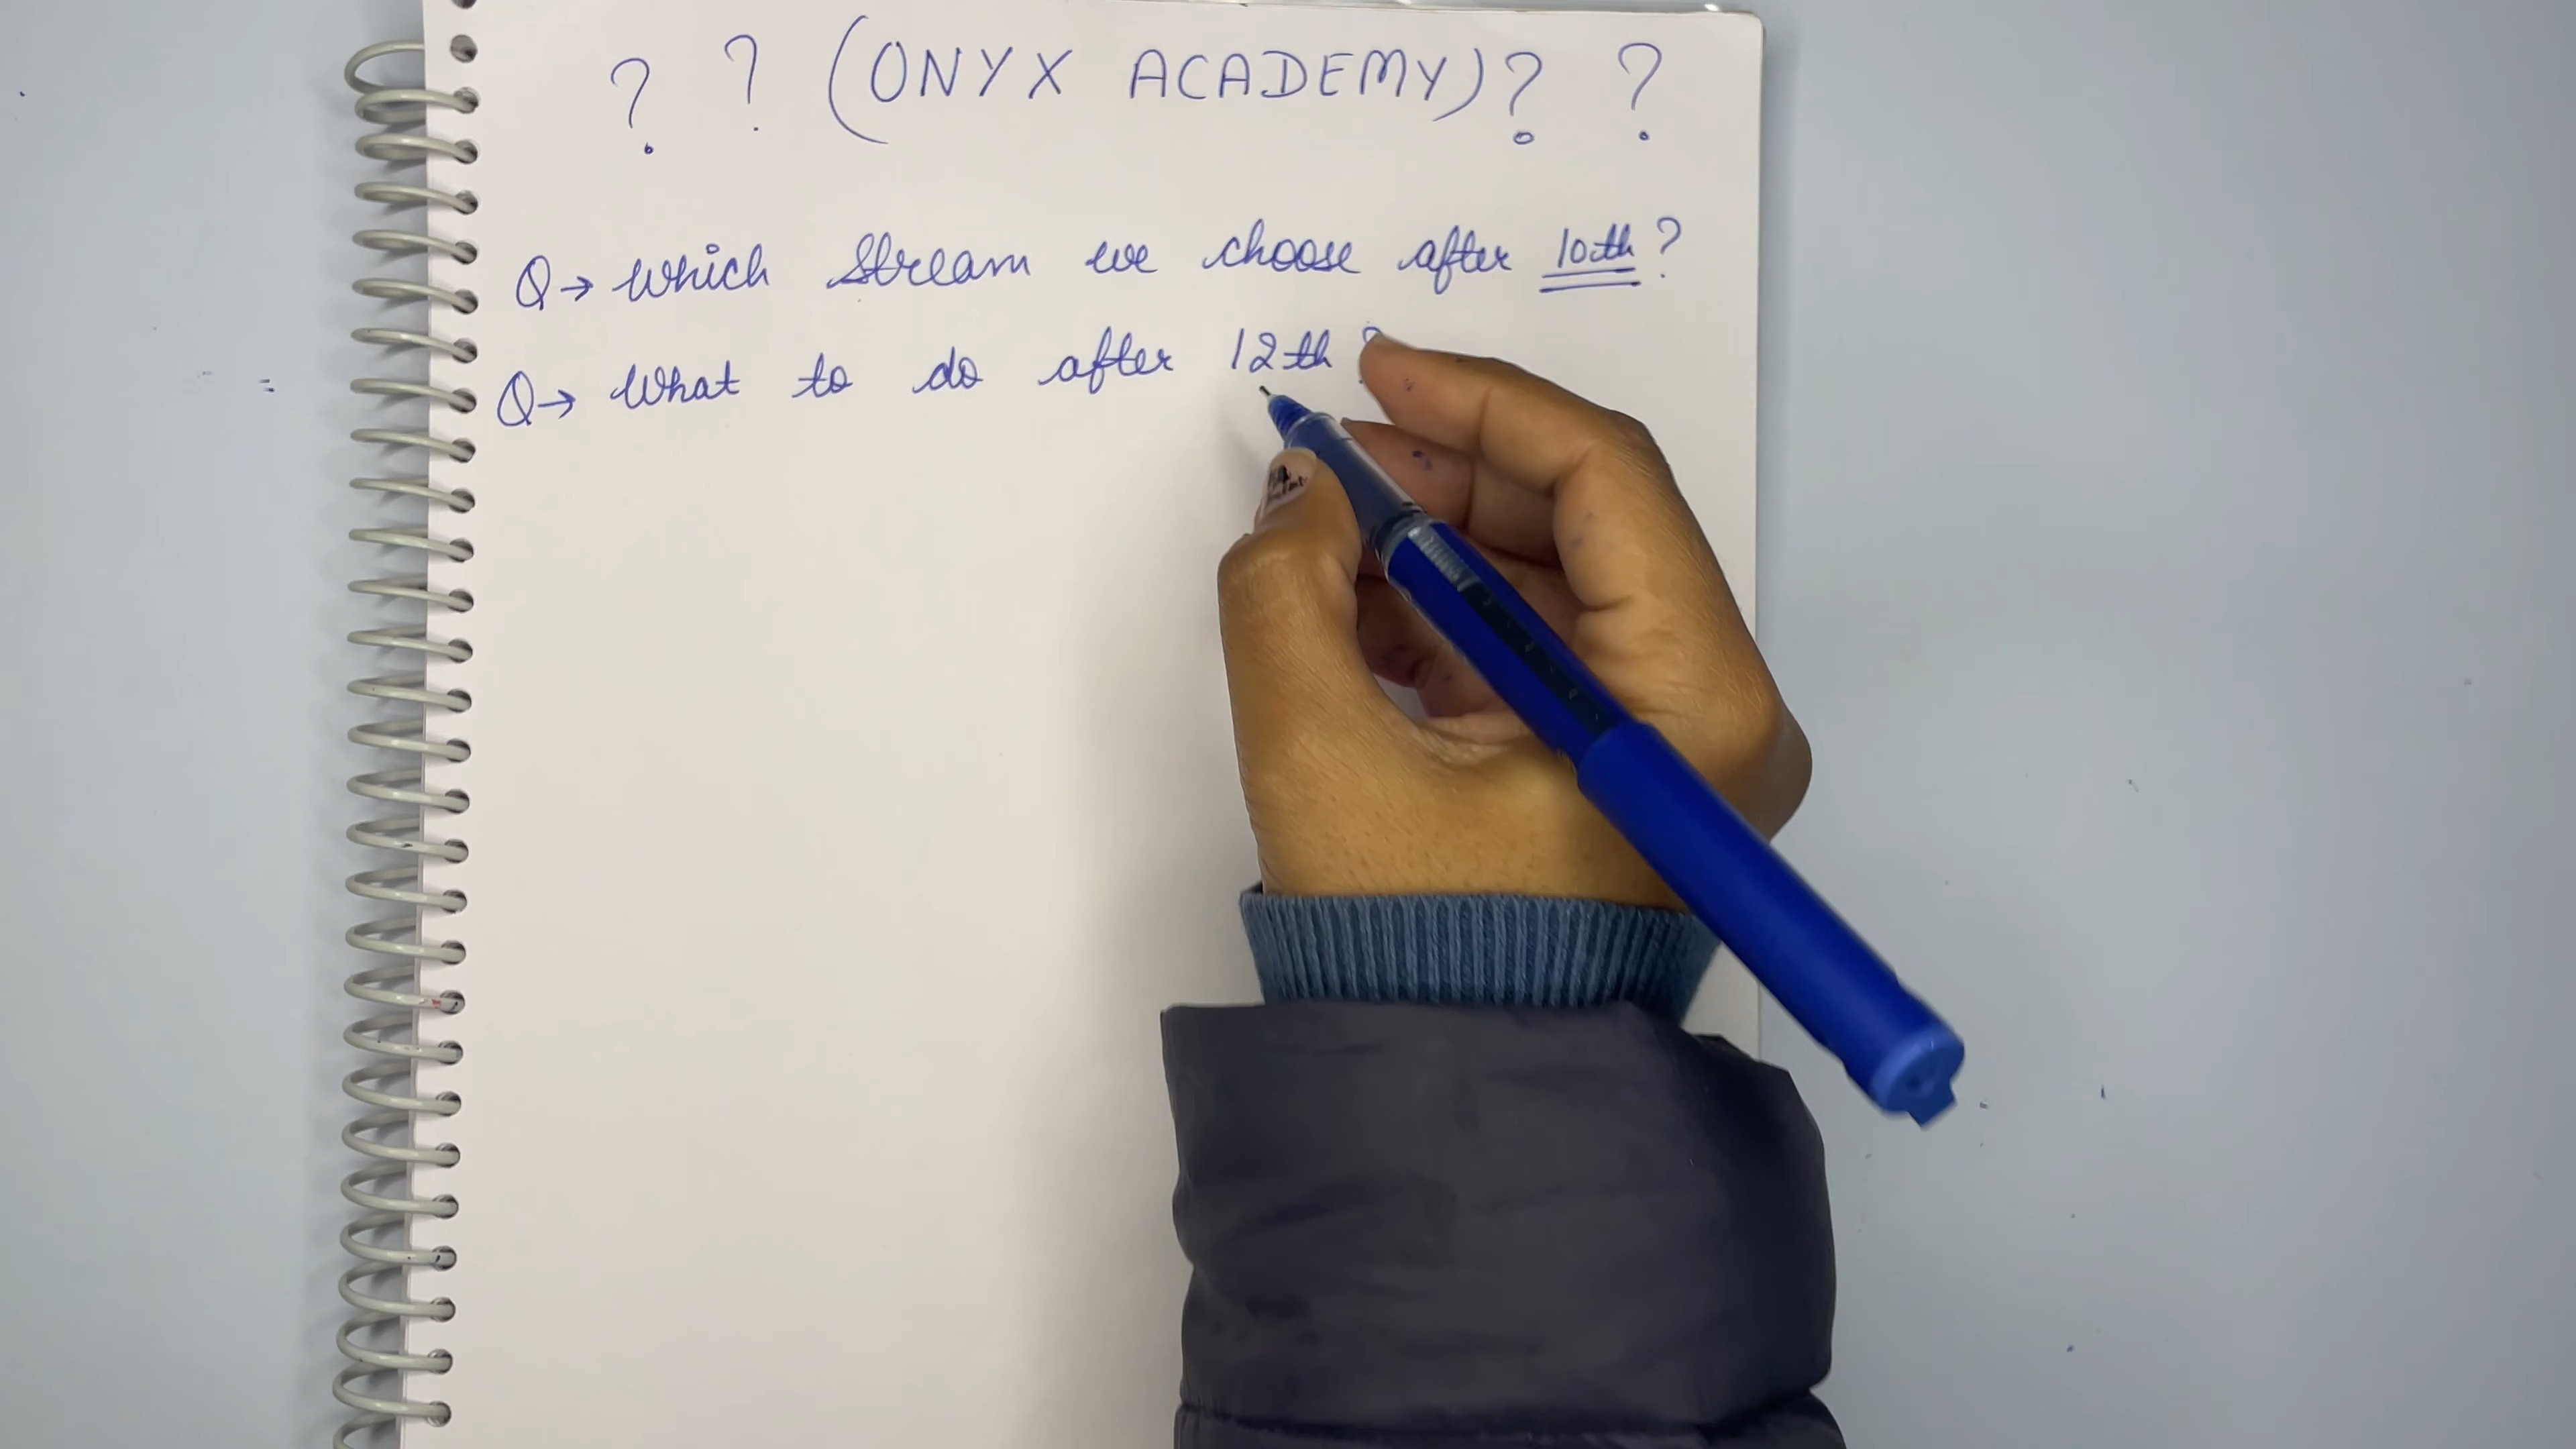 ? ? (ONYX ACADEMY) ? ?
Q→ Which Stream we choose after 10th?
Q→ What to do after 12th ?